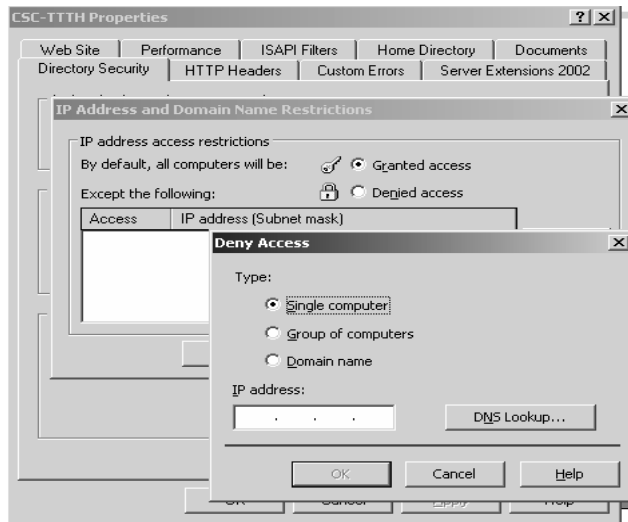 CSC-TTTH Properties
Web Site Performance ISAPI Filters Home Directory Documents
Directory Security HTTP Headers Custom Errors Server Extensions 2002
IP Address and Domain Name Restrictions
IP address access restrictions
By default, all computers will be: Granted access
Except the following: Denied access
Access IP address (Subnet mask)
Deny Access
Type:
Single computer
Group of computers
Domain name
IP address:
. . . DNS Lookup...
OK Cancel Help